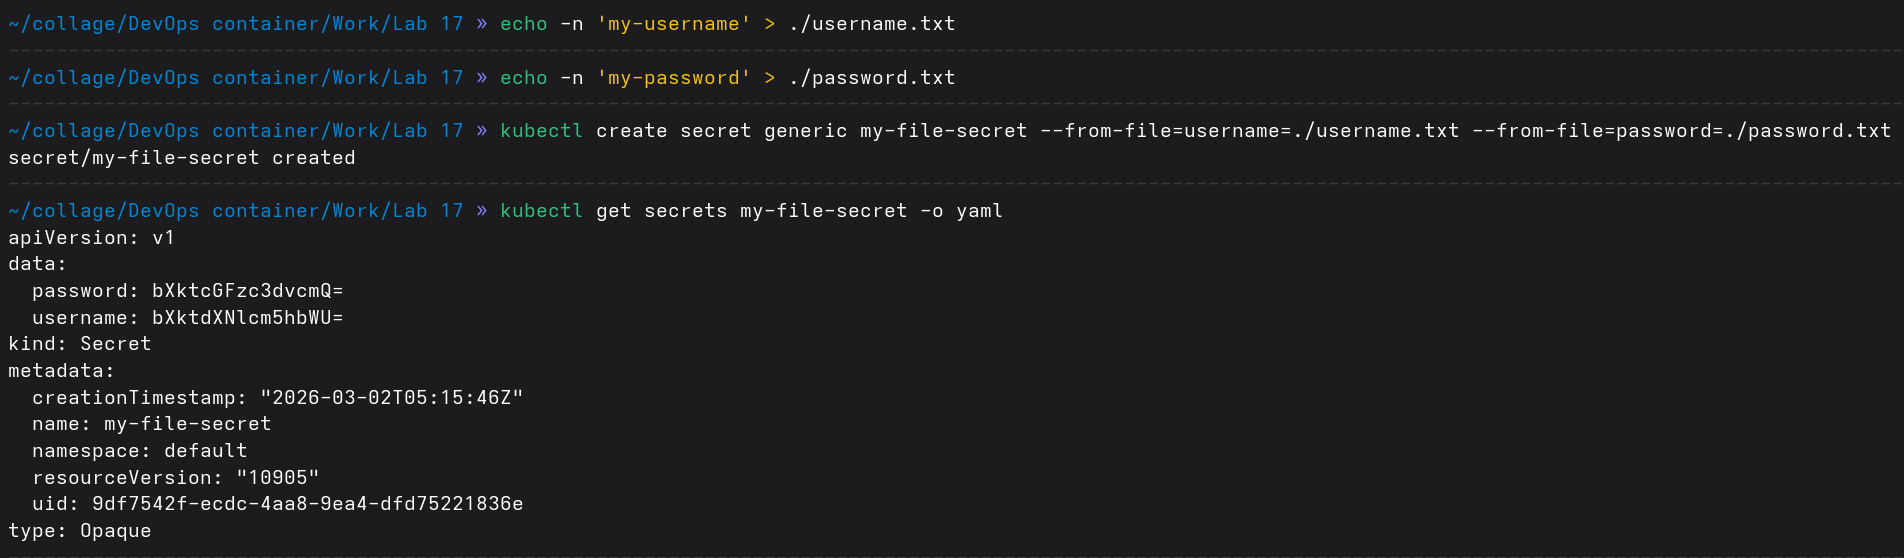 ~/collage/DevOps container/Work/Lab 17 » echo -n 'my-username' > ./username.txt
~/collage/DevOps container/Work/Lab 17 » echo -n 'my-password' > ./password.txt
~/collage/DevOps container/Work/Lab 17 » kubectl create secret generic my-file-secret --from-file=username=./username.txt --from-file=password=./password.txt
secret/my-file-secret created
~/collage/DevOps container/Work/Lab 17 » kubectl get secrets my-file-secret -o yaml
apiVersion: v1
data:
  password: bXktcGFzc3dvcmQ=
  username: bXktdXNlcm5hbWU=
kind: Secret
metadata:
  creationTimestamp: "2026-03-02T05:15:46Z"
  name: my-file-secret
  namespace: default
  resourceVersion: "10905"
  uid: 9df7542f-ecdc-4aa8-9ea4-dfd75221836e
type: Opaque